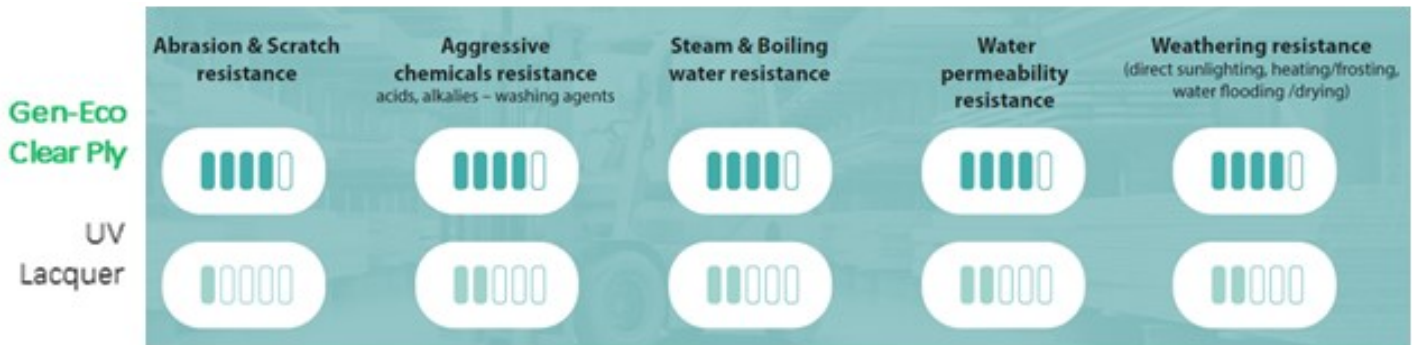 Abrasion & Scratch
resistance
Aggressive
chemicals resistance
acids, alkalies – washing agents
Steam & Boiling
water resistance
Water
permeability
resistance
Weathering resistance
(direct sunlighting, heating/frosting,
water flooding /drying)
Gen-Eco
Clear Ply
UV
Lacquer